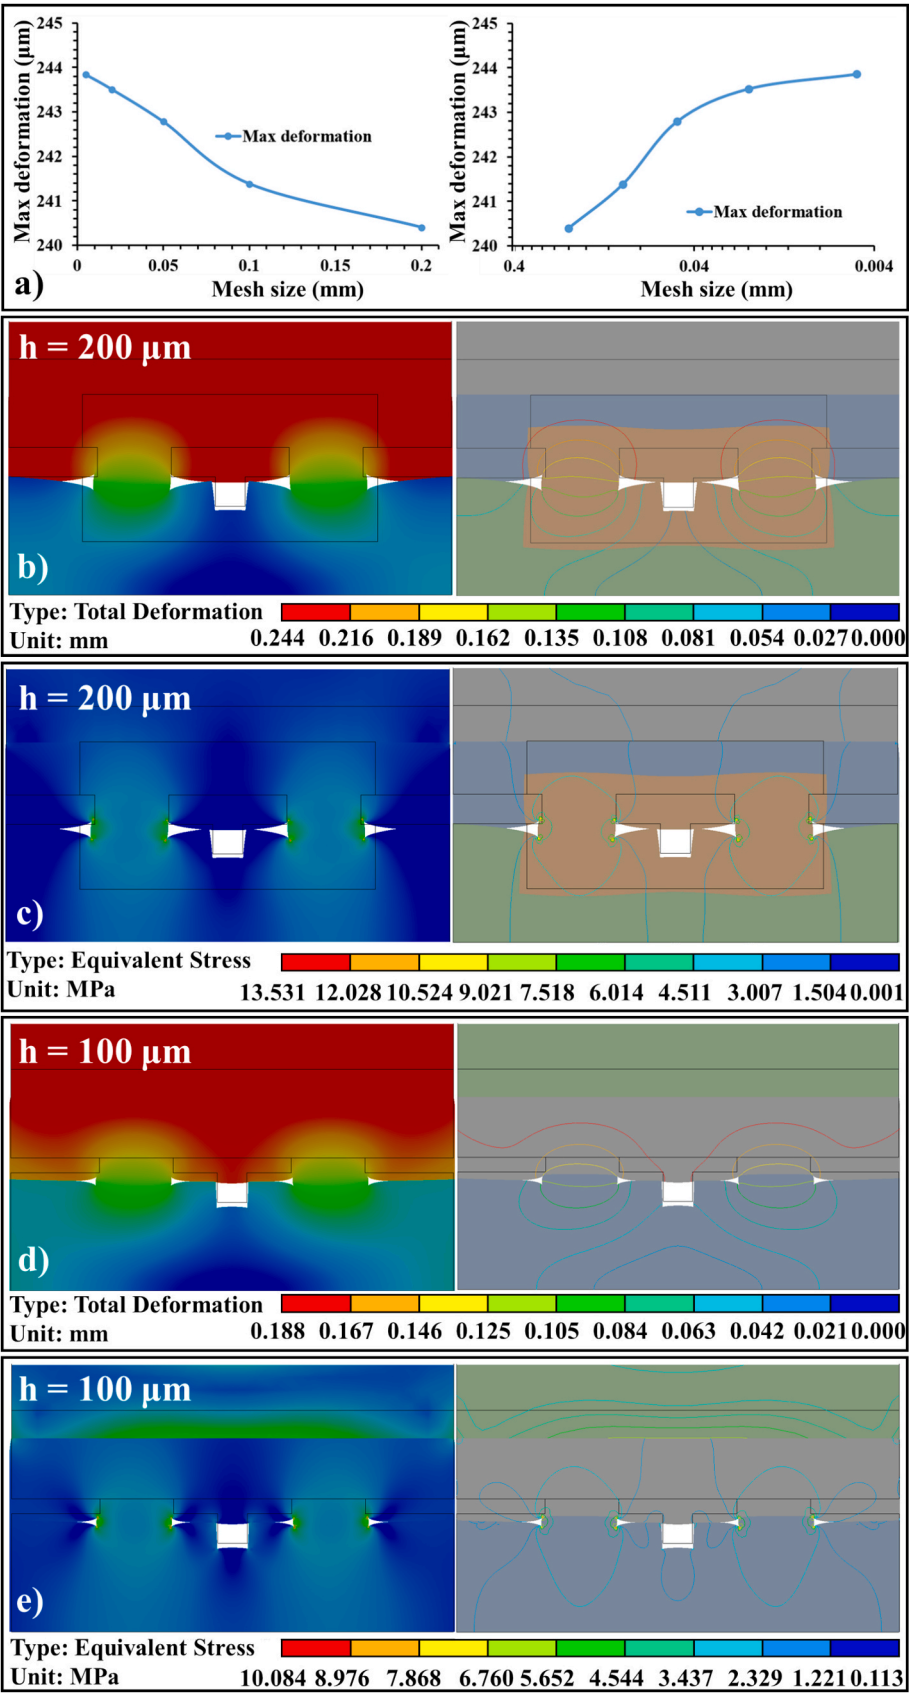 245
244
243
242
241
240
Max deformation (µm)
Max deformation
0 0.05 0.1 0.15 0.2
Mesh size (mm)
245
244
243
242
241
240
Max deformation (µm)
Max deformation
0.4 0.04 0.004
Mesh size (mm)
a)
h = 200 µm
b)
Type: Total Deformation
Unit: mm 0.244 0.216 0.189 0.162 0.135 0.108 0.081 0.054 0.027 0.000
h = 200 µm
c)
Type: Equivalent Stress
Unit: MPa 13.531 12.028 10.524 9.021 7.518 6.014 4.511 3.007 1.504 0.001
h = 100 µm
d)
Type: Total Deformation
Unit: mm 0.188 0.167 0.146 0.125 0.105 0.084 0.063 0.042 0.021 0.000
h = 100 µm
e)
Type: Equivalent Stress
Unit: MPa 10.084 8.976 7.868 6.760 5.652 4.544 3.437 2.329 1.221 0.113